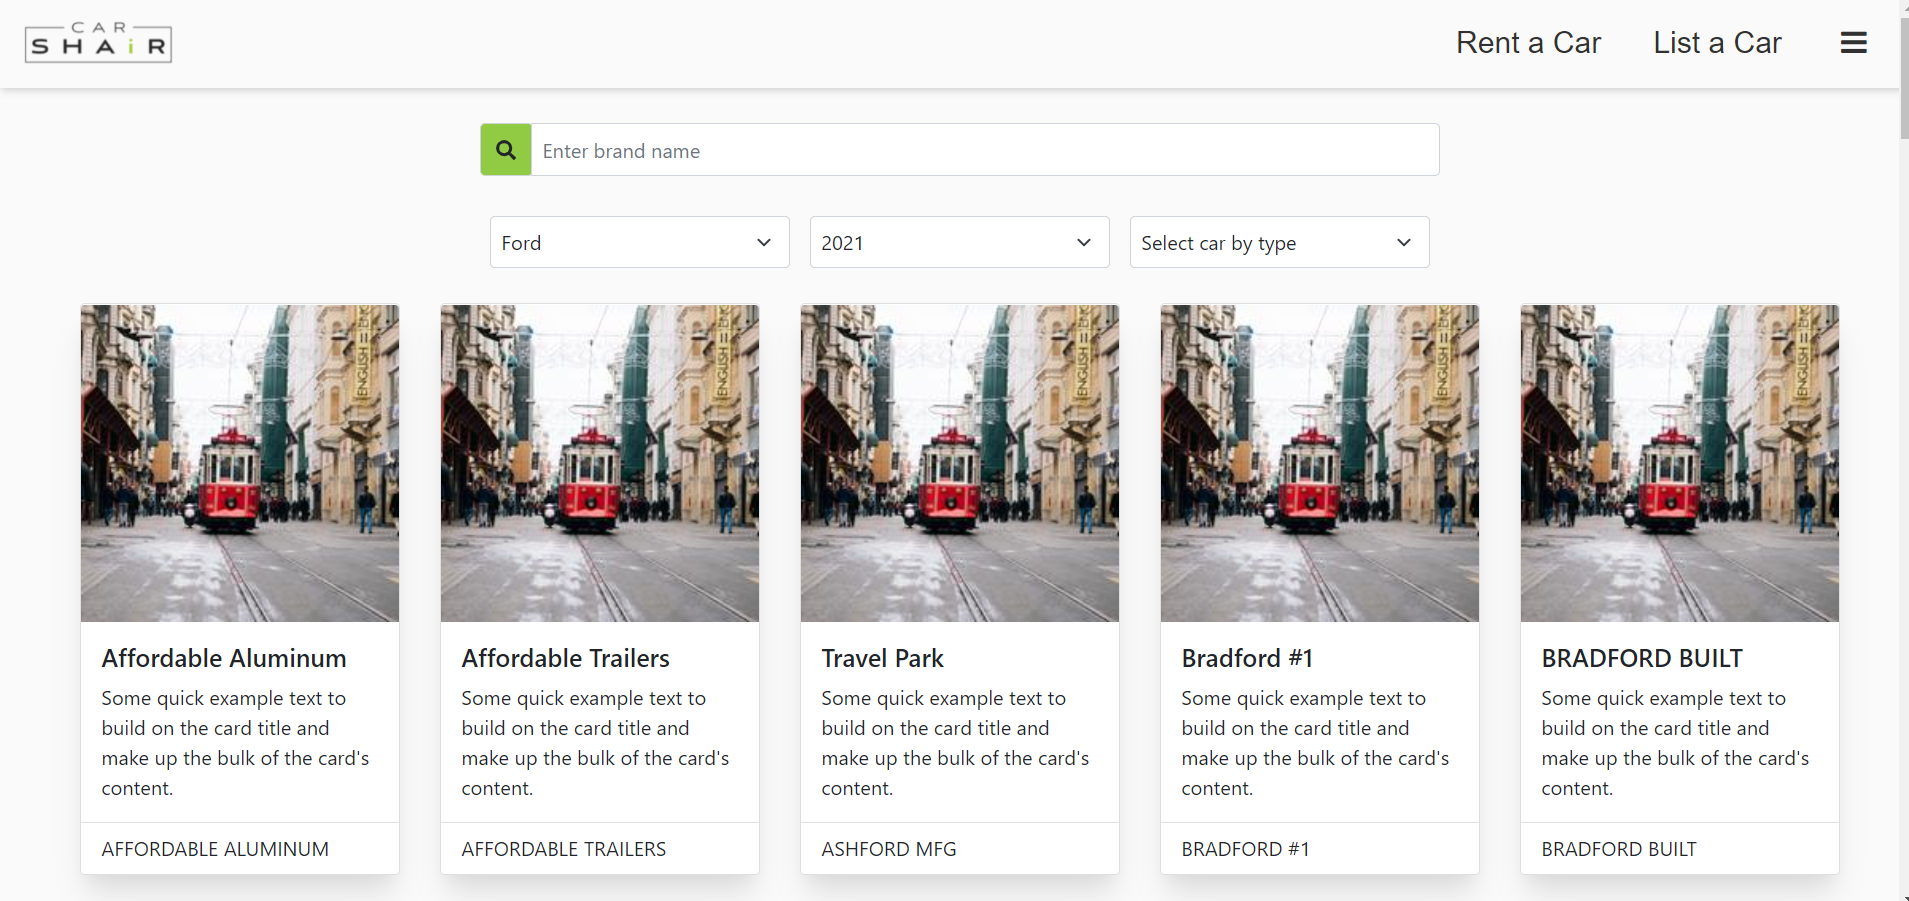 CAR
SHAiR
Rent a Car
List a Car
Enter brand name
Ford
2021
Select car by type
ENGLISH
ENGLISH
ENGLISH
ENGLISH
ENGLISH
Affordable Aluminum
Some quick example text to
build on the card title and
make up the bulk of the card's
content.
AFFORDABLE ALUMINUM
Affordable Trailers
Some quick example text to
build on the card title and
make up the bulk of the card's
content.
AFFORDABLE TRAILERS
Travel Park
Some quick example text to
build on the card title and
make up the bulk of the card's
content.
ASHFORD MFG
Bradford #1
Some quick example text to
build on the card title and
make up the bulk of the card's
content.
BRADFORD #1
BRADFORD BUILT
Some quick example text to
build on the card title and
make up the bulk of the card's
content.
BRADFORD BUILT